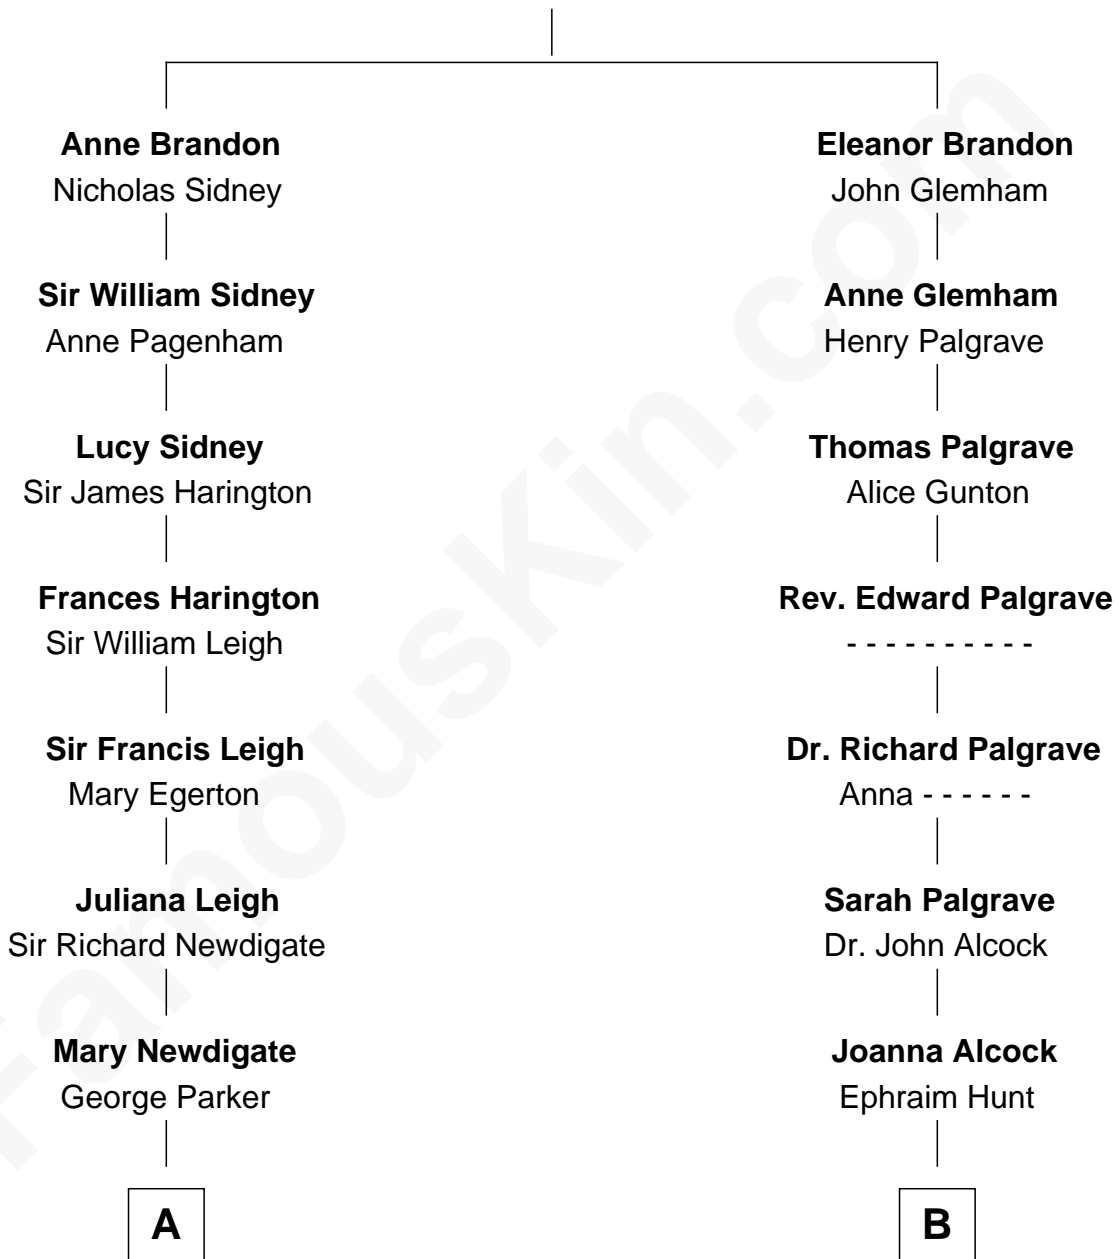 Anne Brandon
Nicholas Sidney
Sir William Sidney
Anne Pagenham
Lucy Sidney
Sir James Harington
Frances Harington
Sir William Leigh
Sir Francis Leigh
Mary Egerton
Juliana Leigh
Sir Richard Newdigate
Mary Newdigate
George Parker
A
Eleanor Brandon
John Glemham
Anne Glemham
Henry Palgrave
Thomas Palgrave
Alice Gunton
Rev. Edward Palgrave
- - - - - - - - - -
Dr. Richard Palgrave
Anna - - - - - -
Sarah Palgrave
Dr. John Alcock
Joanna Alcock
Ephraim Hunt
B
FamousKin.com